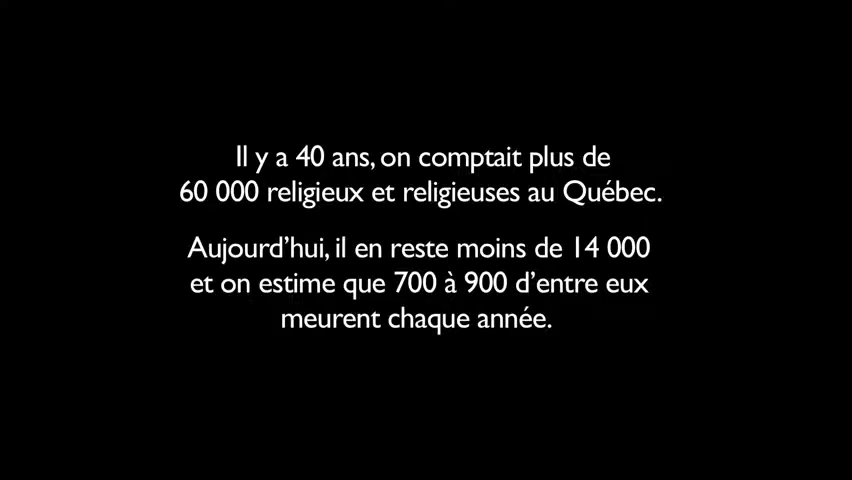 Il y a 40 ans, on comptait plus de
60 000 religieux et religieuses au Québec.
Aujourd’hui, il en reste moins de 14 000
et on estime que 700 à 900 d’entre eux
meurent chaque année.